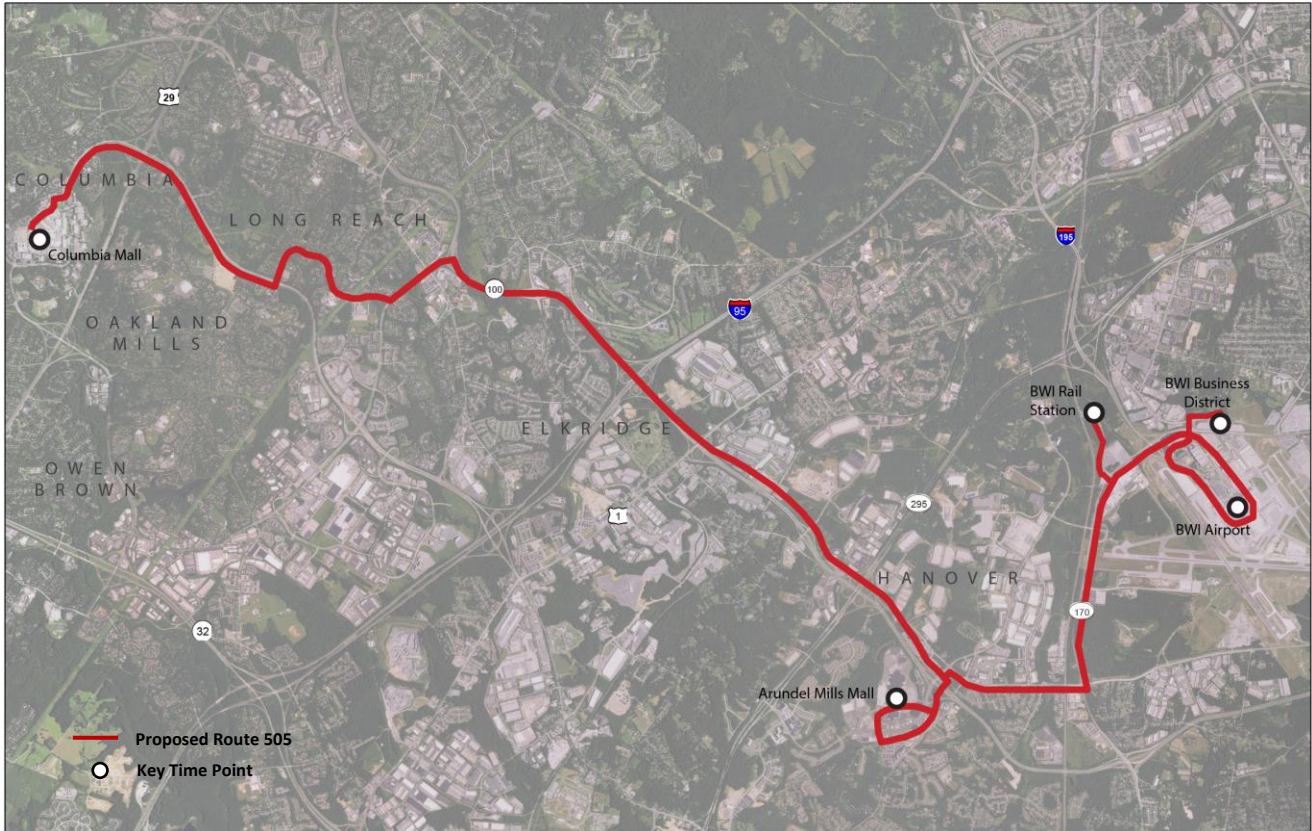 29
COLUMBIA
LONG REACH
Columbia Mall
100
OAKLAND
MILLS
95
195
BWI Rail
Station
BWI Business
District
ELKRIDGE
OWEN
BROWN
295
1
BWI Airport
HANOVER
170
32
Arundel Mills Mall
Proposed Route 505
Key Time Point